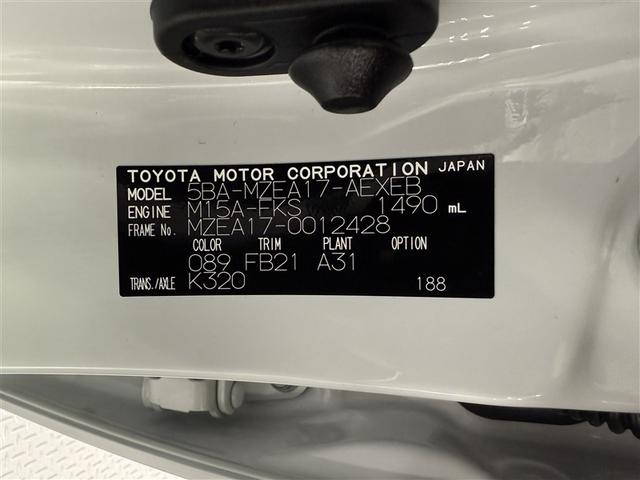 TOYOTA MOTOR CORPORATION JAPAN
MODEL 5BA-MZEA17-AEXEB
ENGINE M15A-FKS 1490 mL
FRAME No. MZEA17-0012428
COLOR TRIM PLANT OPTION
089 FB21 A31
TRANS./AXLE K320 188